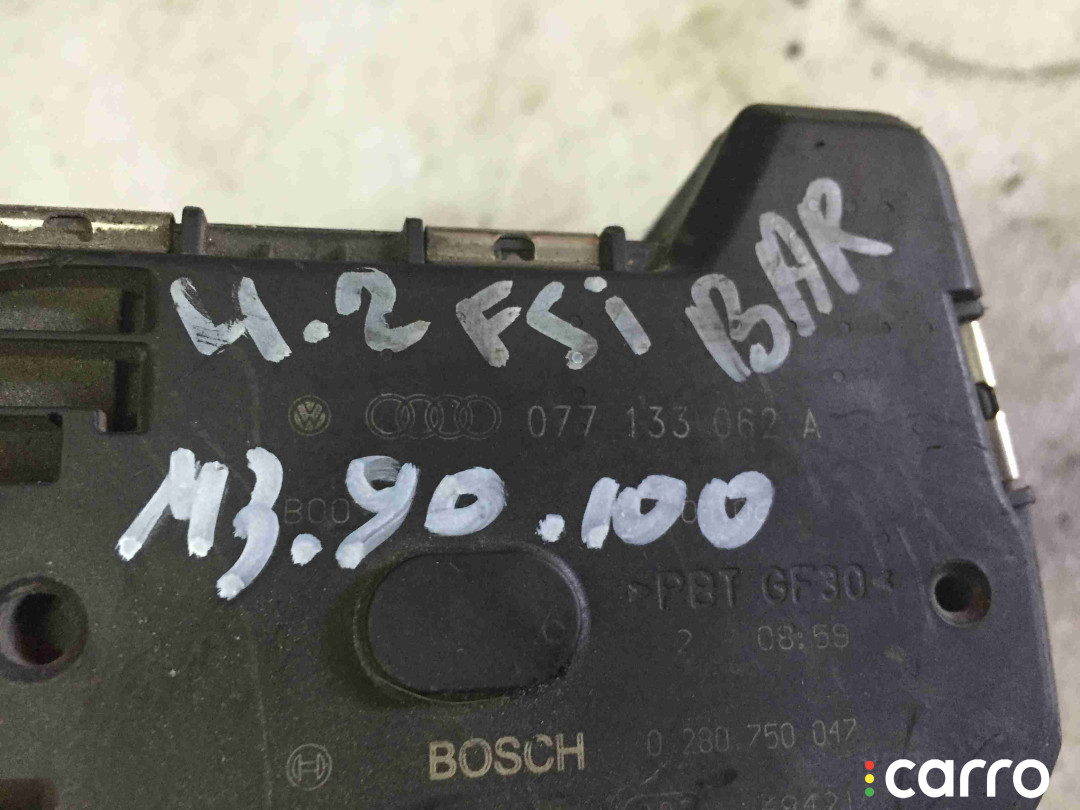 4.2 FSi BAR
077 133 062 A
M3.90.100
>PBT GF30<
2 08:59
BOSCH 0 280 750 047
carro